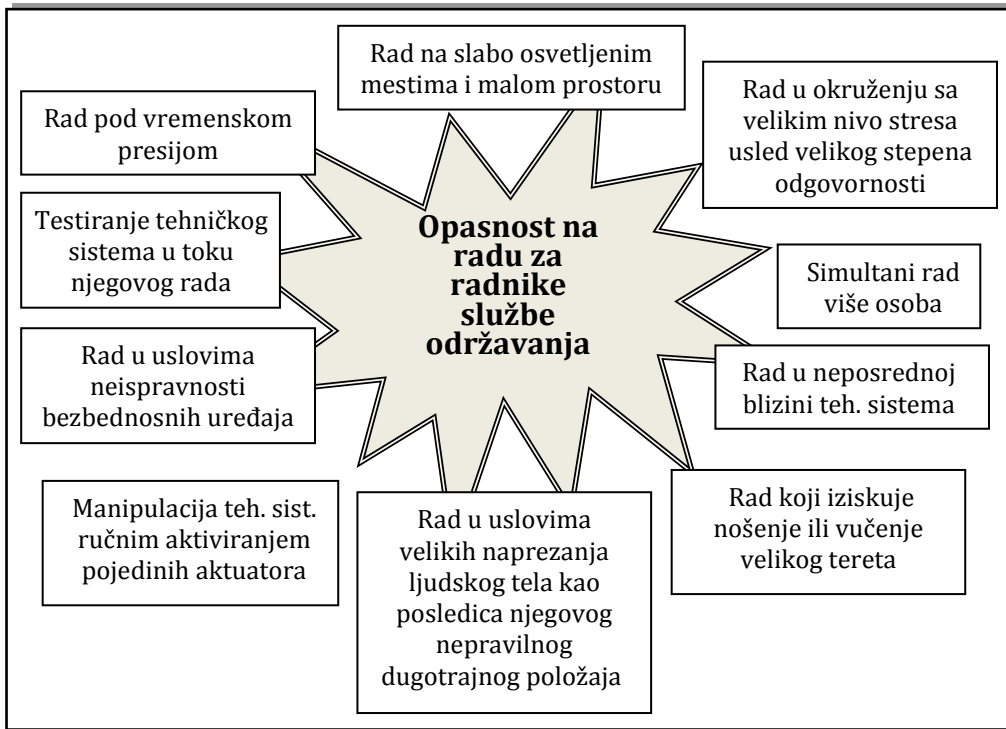 Rad na slabo osvetljenim
mestima i malom prostoru
Rad pod vremenskom
presijom
Rad u okruženju sa
velikim nivo stresa
usled velikog stepena
odgovornosti
Testiranje tehničkog
sistema u toku
njegovog rada
Opasnost na
radu za
radnike
službe
održavanja
Simultani rad
više osoba
Rad u uslovima
neispravnosti
bezbednosnih uređaja
Rad u neposrednoj
blizini teh. sistema
Manipulacija teh. sist.
ručnim aktiviranjem
pojedinih aktuatora
Rad u uslovima
velikih naprezanja
ljudskog tela kao
posledica njegovog
nepravilnog
dugotrajnog položaja
Rad koji iziskuje
nošenje ili vučenje
velikog tereta